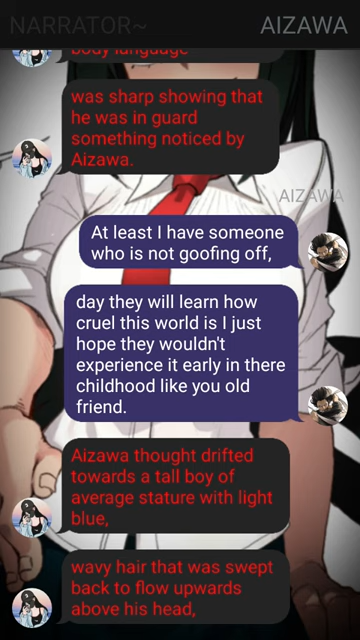 NARRATOR~ AIZAWA
body language
was sharp showing that
he was in guard
something noticed by
Aizawa.
AIZAWA
At least I have someone
who is not goofing off,
day they will learn how
cruel this world is I just
hope they wouldn't
experience it early in there
childhood like you old
friend.
Aizawa thought drifted
towards a tall boy of
average stature with light
blue,
wavy hair that was swept
back to flow upwards
above his head,